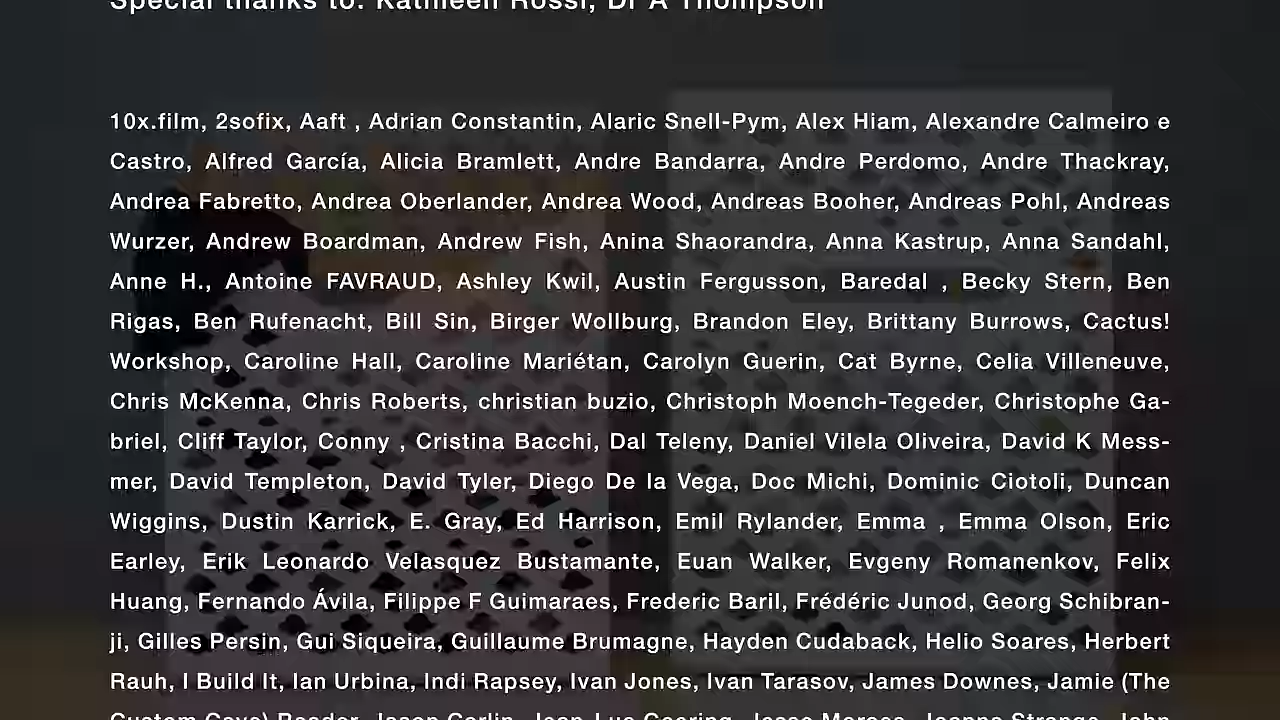 Special thanks to: Kathleen Rossi, Dr A Thompson
10x.film, 2sofix, Aaft , Adrian Constantin, Alaric Snell-Pym, Alex Hiam, Alexandre Calmeiro e
Castro, Alfred García, Alicia Bramlett, Andre Bandarra, Andre Perdomo, Andre Thackray,
Andrea Fabretto, Andrea Oberlander, Andrea Wood, Andreas Booher, Andreas Pohl, Andreas
Wurzer, Andrew Boardman, Andrew Fish, Anina Shaorandra, Anna Kastrup, Anna Sandahl,
Anne H., Antoine FAVRAUD, Ashley Kwil, Austin Fergusson, Baredal , Becky Stern, Ben
Rigas, Ben Rufenacht, Bill Sin, Birger Wollburg, Brandon Eley, Brittany Burrows, Cactus!
Workshop, Caroline Hall, Caroline Mariétan, Carolyn Guerin, Cat Byrne, Celia Villeneuve,
Chris McKenna, Chris Roberts, christian buzio, Christoph Moench-Tegeder, Christophe Ga-
briel, Cliff Taylor, Conny , Cristina Bacchi, Dal Teleny, Daniel Vilela Oliveira, David K Mess-
mer, David Templeton, David Tyler, Diego De la Vega, Doc Michi, Dominic Ciotoli, Duncan
Wiggins, Dustin Karrick, E. Gray, Ed Harrison, Emil Rylander, Emma , Emma Olson, Eric
Earley, Erik Leonardo Velasquez Bustamante, Euan Walker, Evgeny Romanenkov, Felix
Huang, Fernando Ávila, Filippe F Guimaraes, Frederic Baril, Frédéric Junod, Georg Schibran-
ji, Gilles Persin, Gui Siqueira, Guillaume Brumagne, Hayden Cudaback, Helio Soares, Herbert
Rauh, I Build It, Ian Urbina, Indi Rapsey, Ivan Jones, Ivan Tarasov, James Downes, Jamie (The